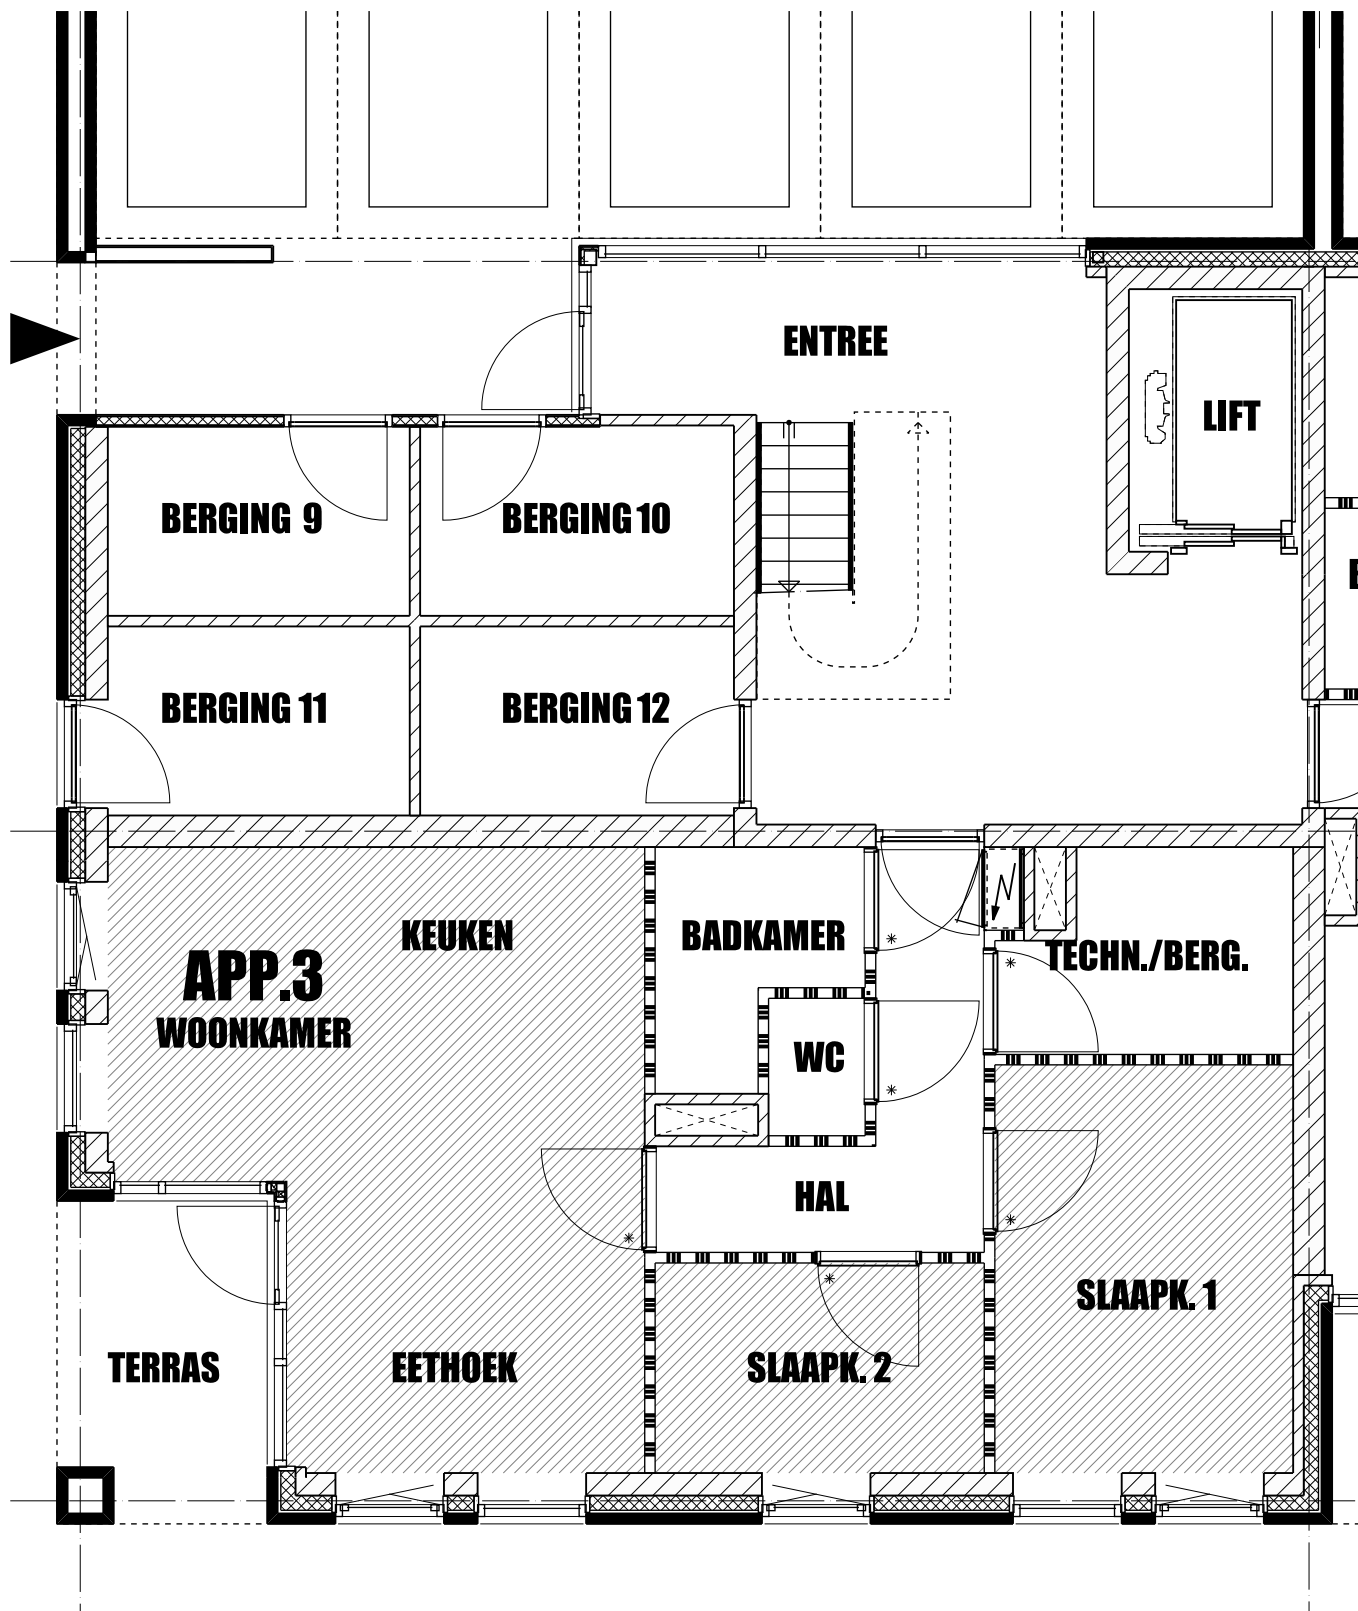 ENTREE
LIFT
BERGING 9
BERGING 10
BERGING 11
BERGING 12
KEUKEN
BADKAMER
TECHN./BERG.
APP.3
WOONKAMER
WC
HAL
SLAAPK. 1
TERRAS
EETHOEK
SLAAPK. 2